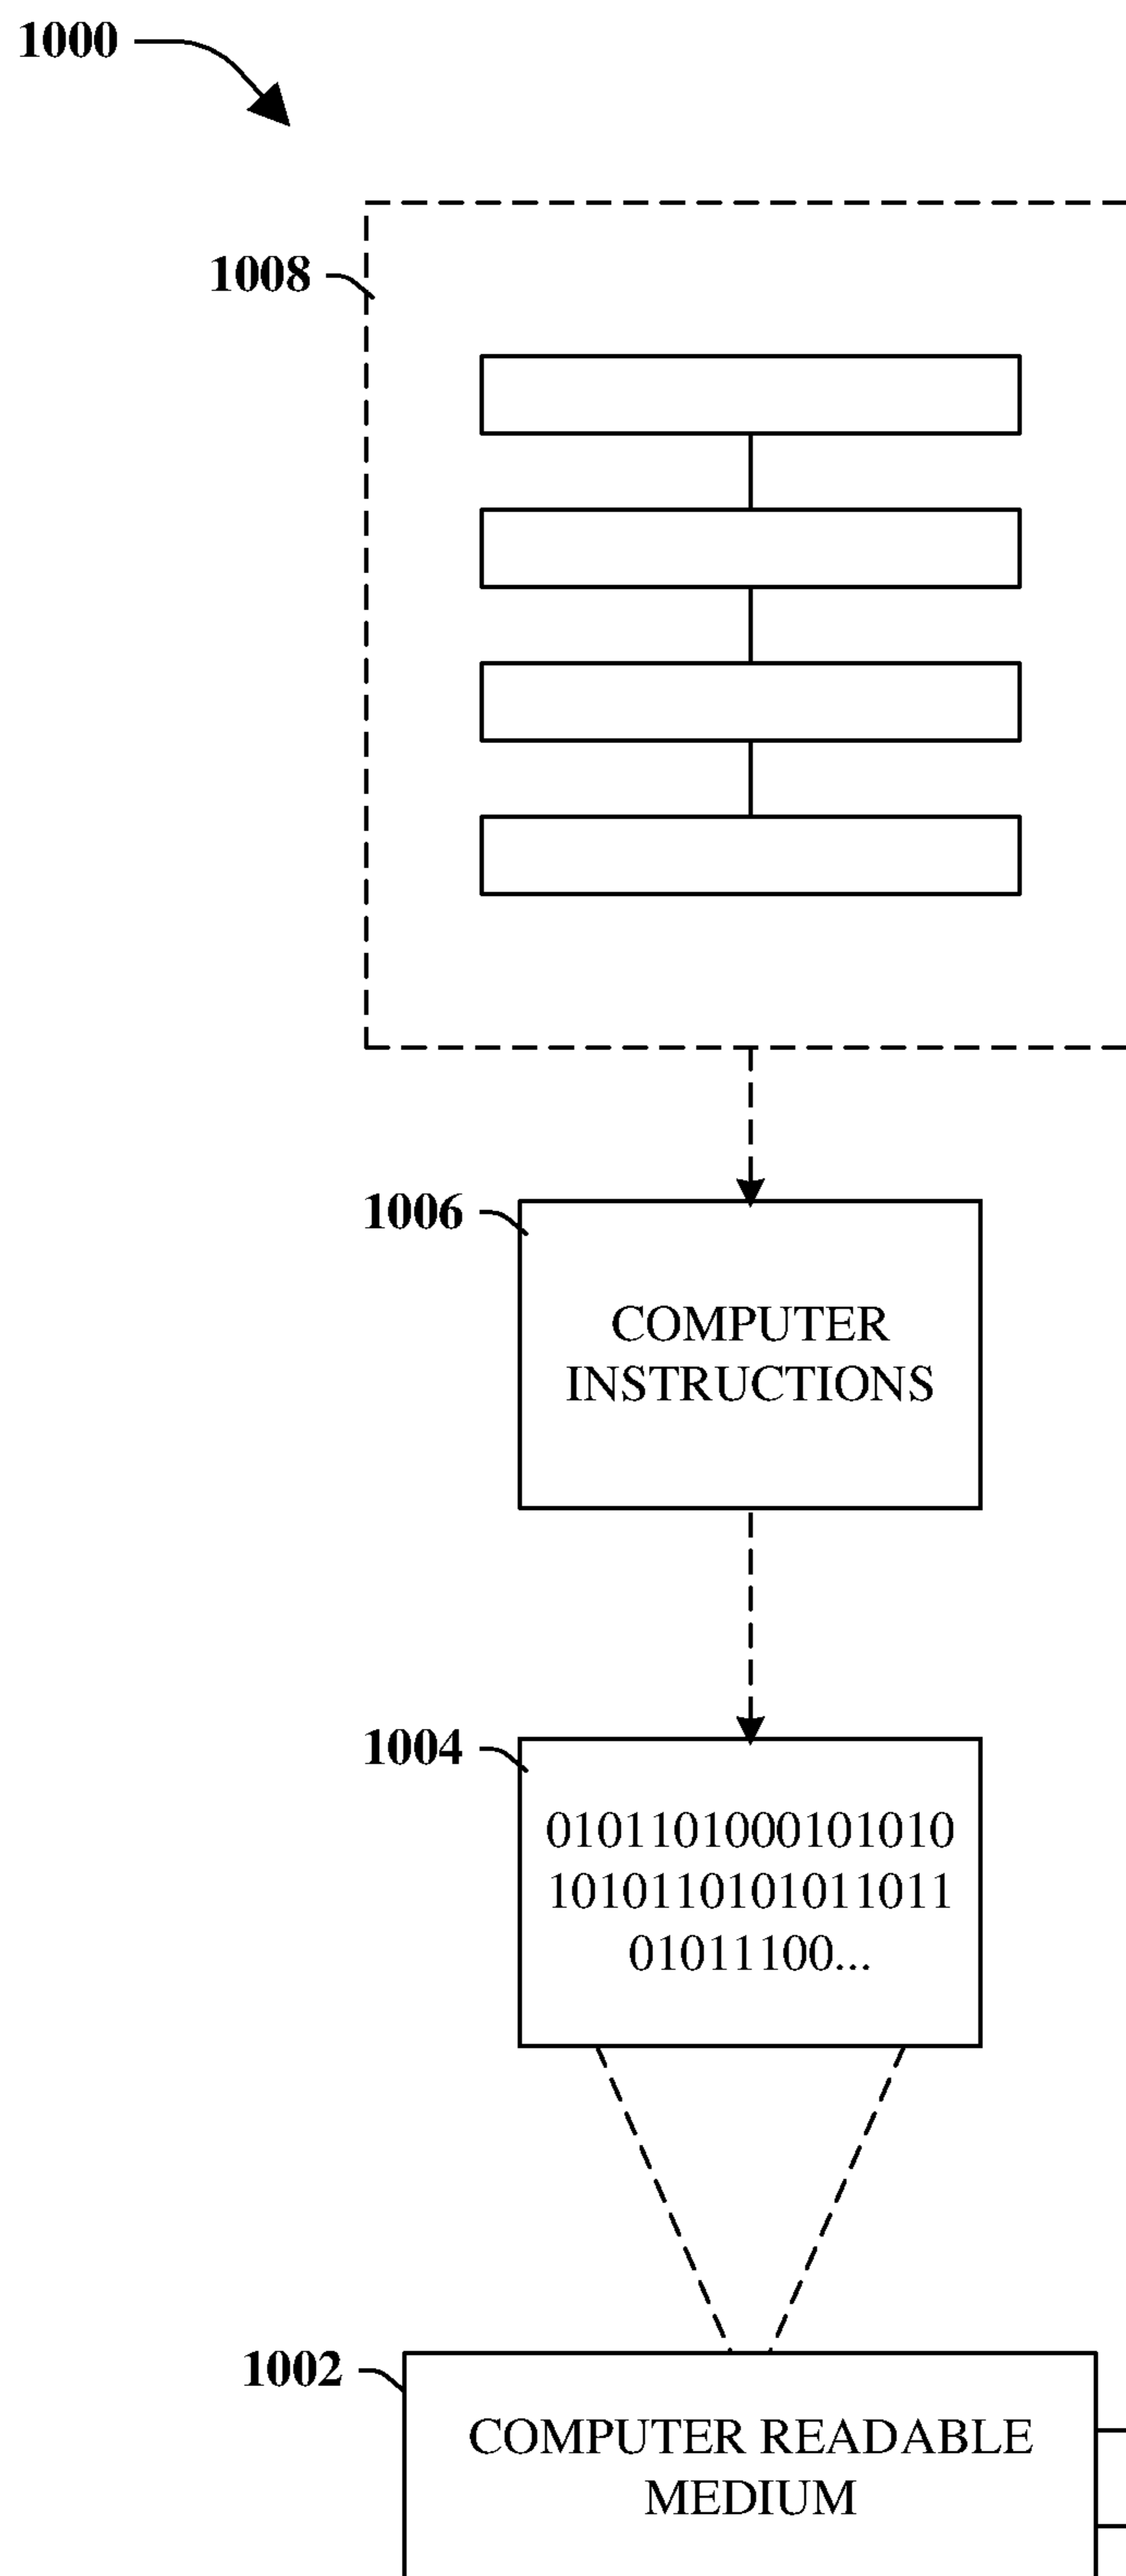 1000
1008
1006
COMPUTER
INSTRUCTIONS
1004
0101101000101010
1010110101011011
01011100...
1002
COMPUTER READABLE
MEDIUM